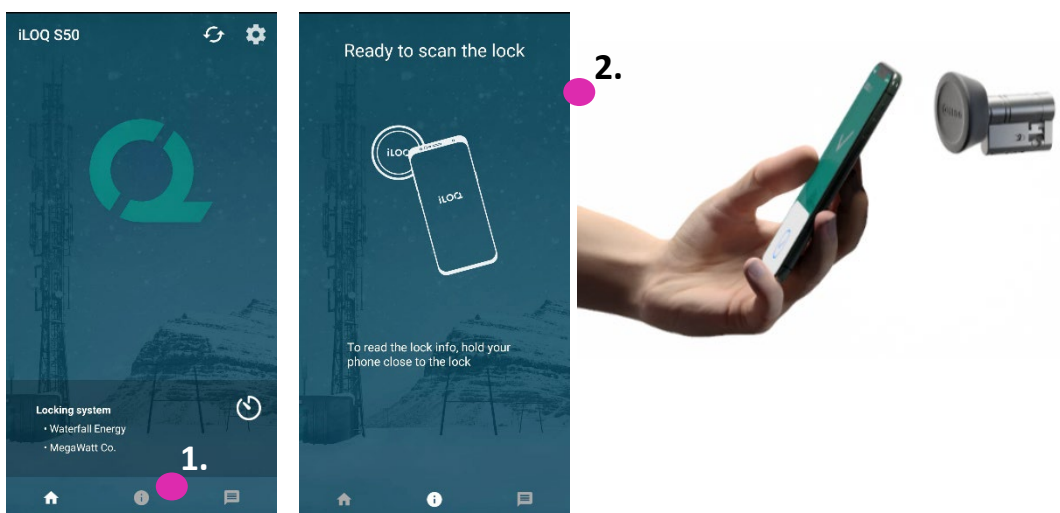 iLOQ S50
Locking system
• Waterfall Energy
• MegaWatt Co.
1.
Ready to scan the lock
iLOQ
iLOQ
To read the lock info, hold your
phone close to the lock
2.
iLOQ